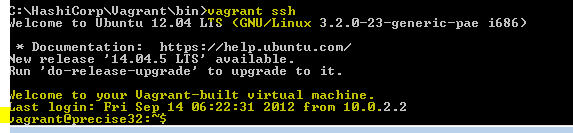 C:\HashiCorp\Vagrant\bin>vagrant ssh
Welcome to Ubuntu 12.04 LTS (GNU/Linux 3.2.0-23-generic-pae i686)
* Documentation:  https://help.ubuntu.com/
New release '14.04.5 LTS' available.
Run 'do-release-upgrade' to upgrade to it.
Welcome to your Vagrant-built virtual machine.
Last login: Fri Sep 14 06:22:31 2012 from 10.0.2.2
vagrant@precise32:~$